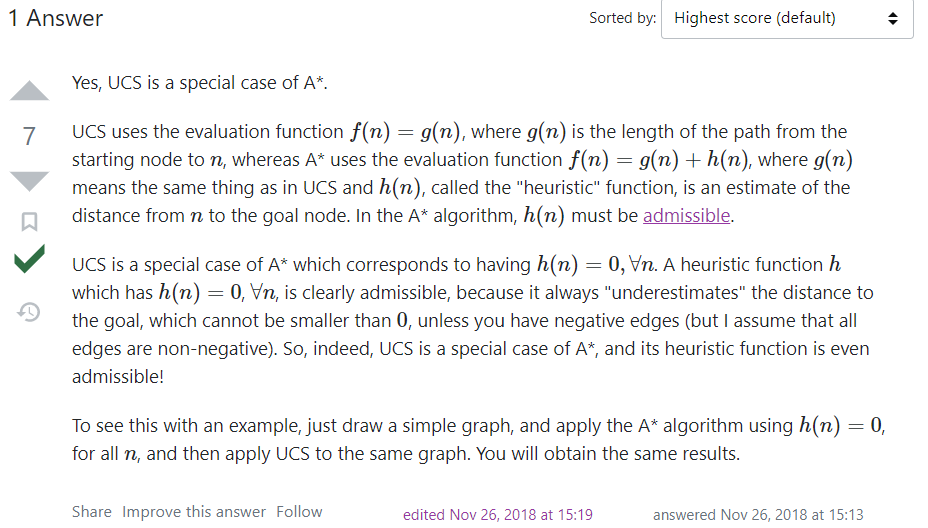 1 Answer
Sorted by: Highest score (default)
Yes, UCS is a special case of A*.
7
UCS uses the evaluation function f(n) = g(n), where g(n) is the length of the path from the
starting node to n, whereas A* uses the evaluation function f(n) = g(n) + h(n), where g(n)
means the same thing as in UCS and h(n), called the "heuristic" function, is an estimate of the
distance from n to the goal node. In the A* algorithm, h(n) must be admissible.
UCS is a special case of A* which corresponds to having h(n) = 0, ∀n. A heuristic function h
which has h(n) = 0, ∀n, is clearly admissible, because it always "underestimates" the distance to
the goal, which cannot be smaller than 0, unless you have negative edges (but I assume that all
edges are non-negative). So, indeed, UCS is a special case of A*, and its heuristic function is even
admissible!
To see this with an example, just draw a simple graph, and apply the A* algorithm using h(n) = 0,
for all n, and then apply UCS to the same graph. You will obtain the same results.
Share Improve this answer Follow
edited Nov 26, 2018 at 15:19
answered Nov 26, 2018 at 15:13